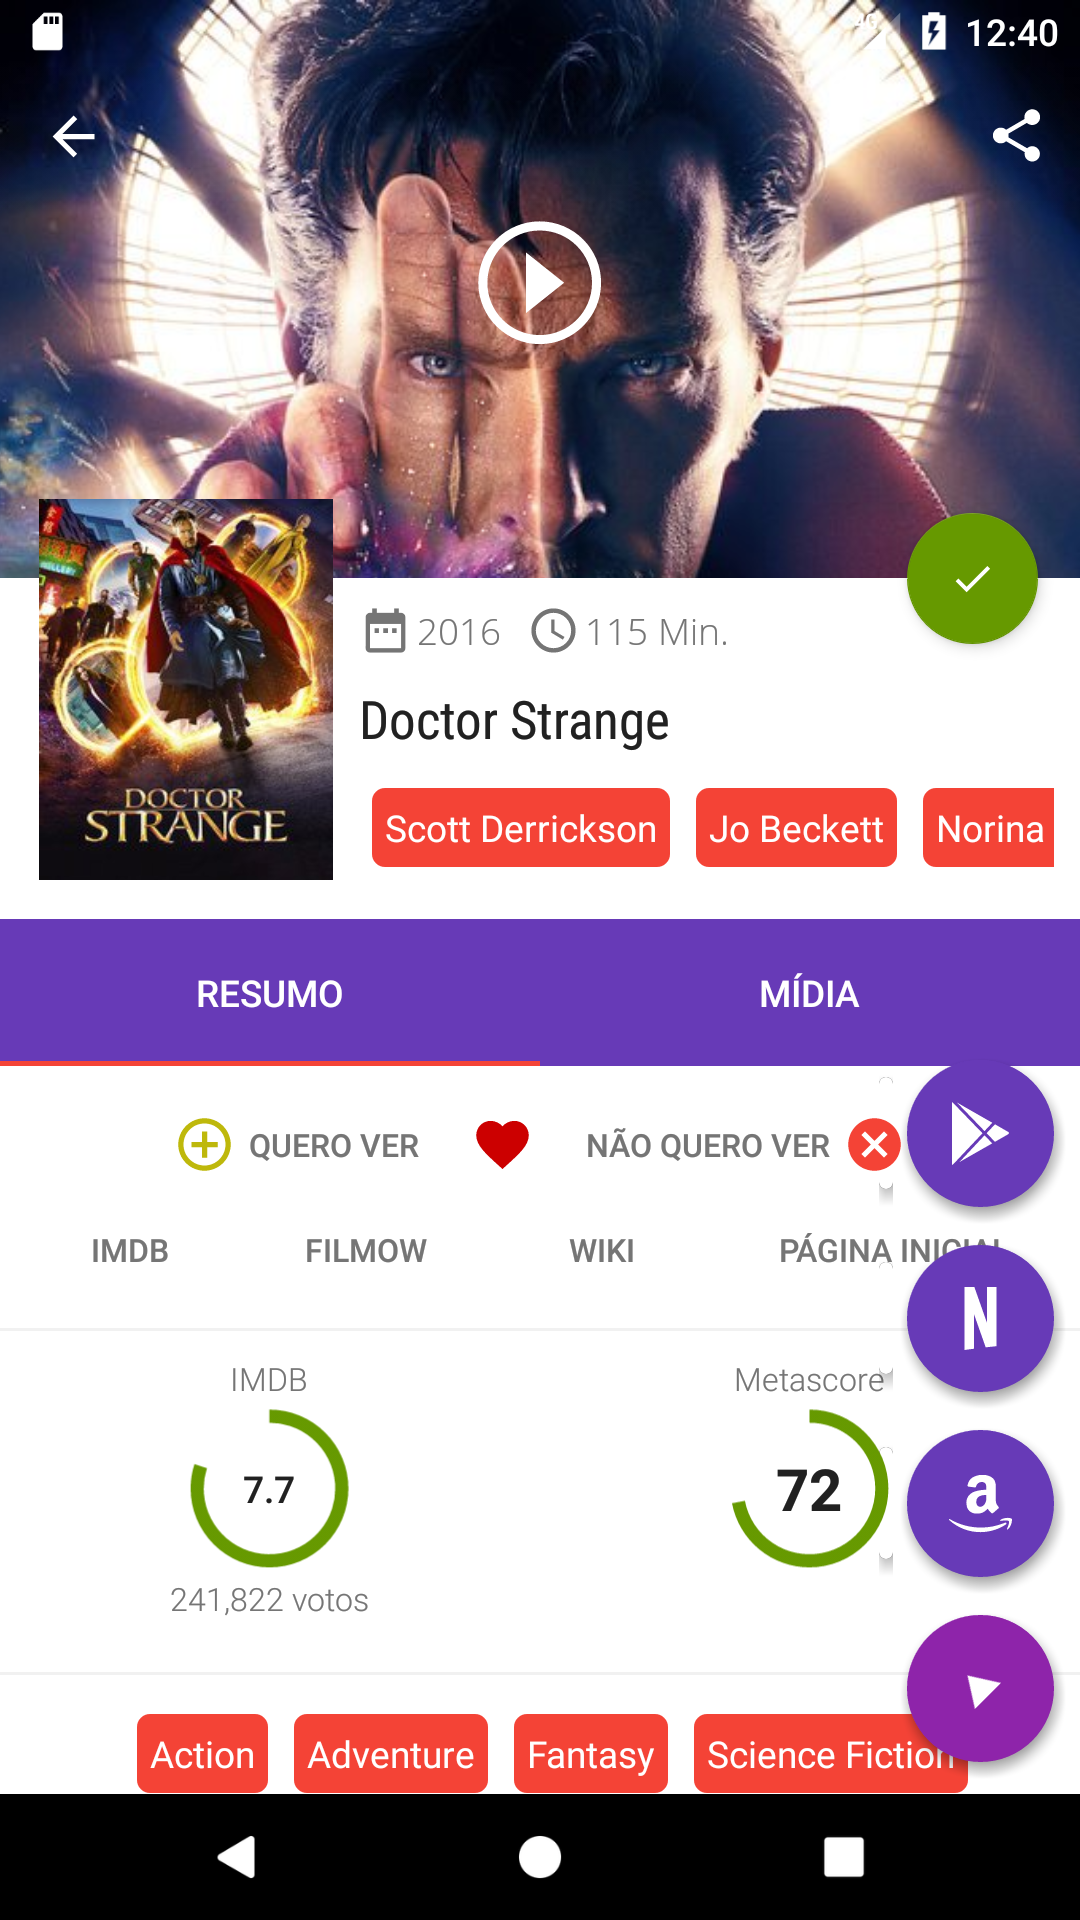 12:40
2016 115 Min.
Doctor Strange
DOCTOR
STRANGE
Scott Derrickson Jo Beckett Norina
RESUMO MÍDIA
QUERO VER NÃO QUERO VER
IMDB FILMOW WIKI PÁGINA INICIAL
N
IMDB Metascore
7.7 72
a
241,822 votos
Action Adventure Fantasy Science Fiction